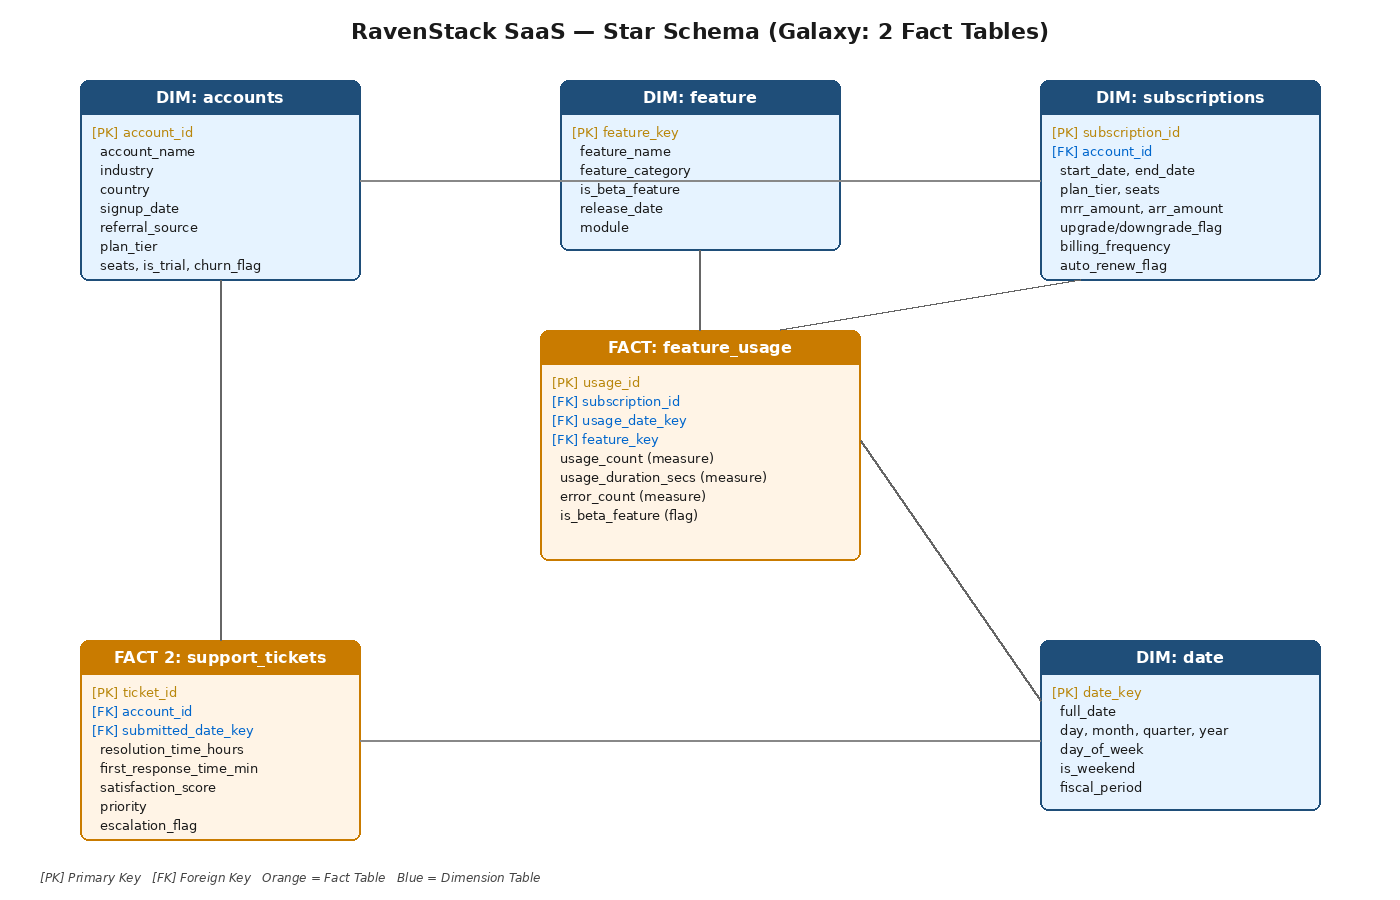 RavenStack SaaS — Star Schema (Galaxy: 2 Fact Tables)
DIM: accounts
[PK] account_id
account_name
industry
country
signup_date
referral_source
plan_tier
seats, is_trial, churn_flag
DIM: feature
[PK] feature_key
feature_name
feature_category
is_beta_feature
release_date
module
DIM: subscriptions
[PK] subscription_id
[FK] account_id
start_date, end_date
plan_tier, seats
mrr_amount, arr_amount
upgrade/downgrade_flag
billing_frequency
auto_renew_flag
FACT: feature_usage
[PK] usage_id
[FK] subscription_id
[FK] usage_date_key
[FK] feature_key
usage_count (measure)
usage_duration_secs (measure)
error_count (measure)
is_beta_feature (flag)
FACT 2: support_tickets
[PK] ticket_id
[FK] account_id
[FK] submitted_date_key
resolution_time_hours
first_response_time_min
satisfaction_score
priority
escalation_flag
DIM: date
[PK] date_key
full_date
day, month, quarter, year
day_of_week
is_weekend
fiscal_period
[PK] Primary Key   [FK] Foreign Key   Orange = Fact Table   Blue = Dimension Table